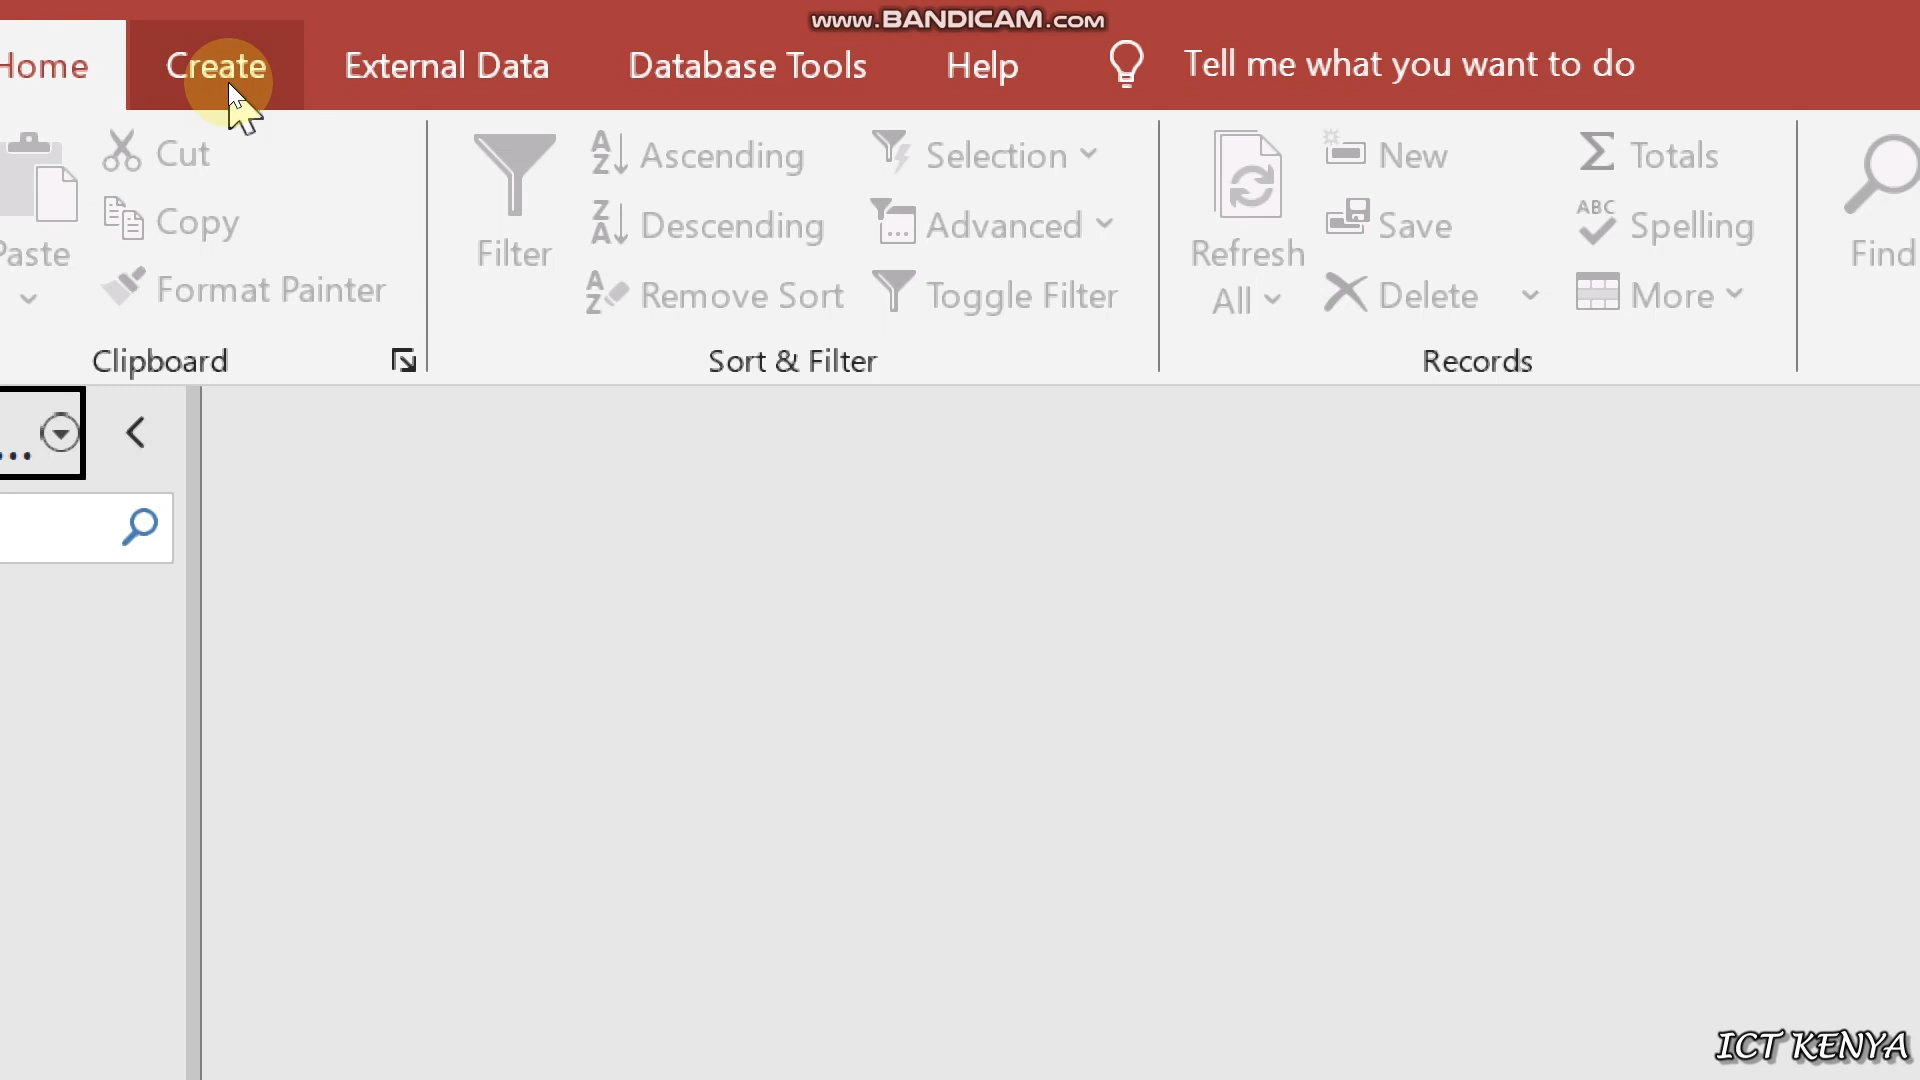 www.BANDICAM.com
Home Create External Data Database Tools Help Tell me what you want to do
Paste
Cut
Copy
Format Painter
Clipboard
Filter
Ascending
Descending
Remove Sort
Selection
Advanced
Toggle Filter
Sort & Filter
Refresh
All
New
Save
Delete
Totals
ABC Spelling
More
Records
Find
...
ICT KENYA